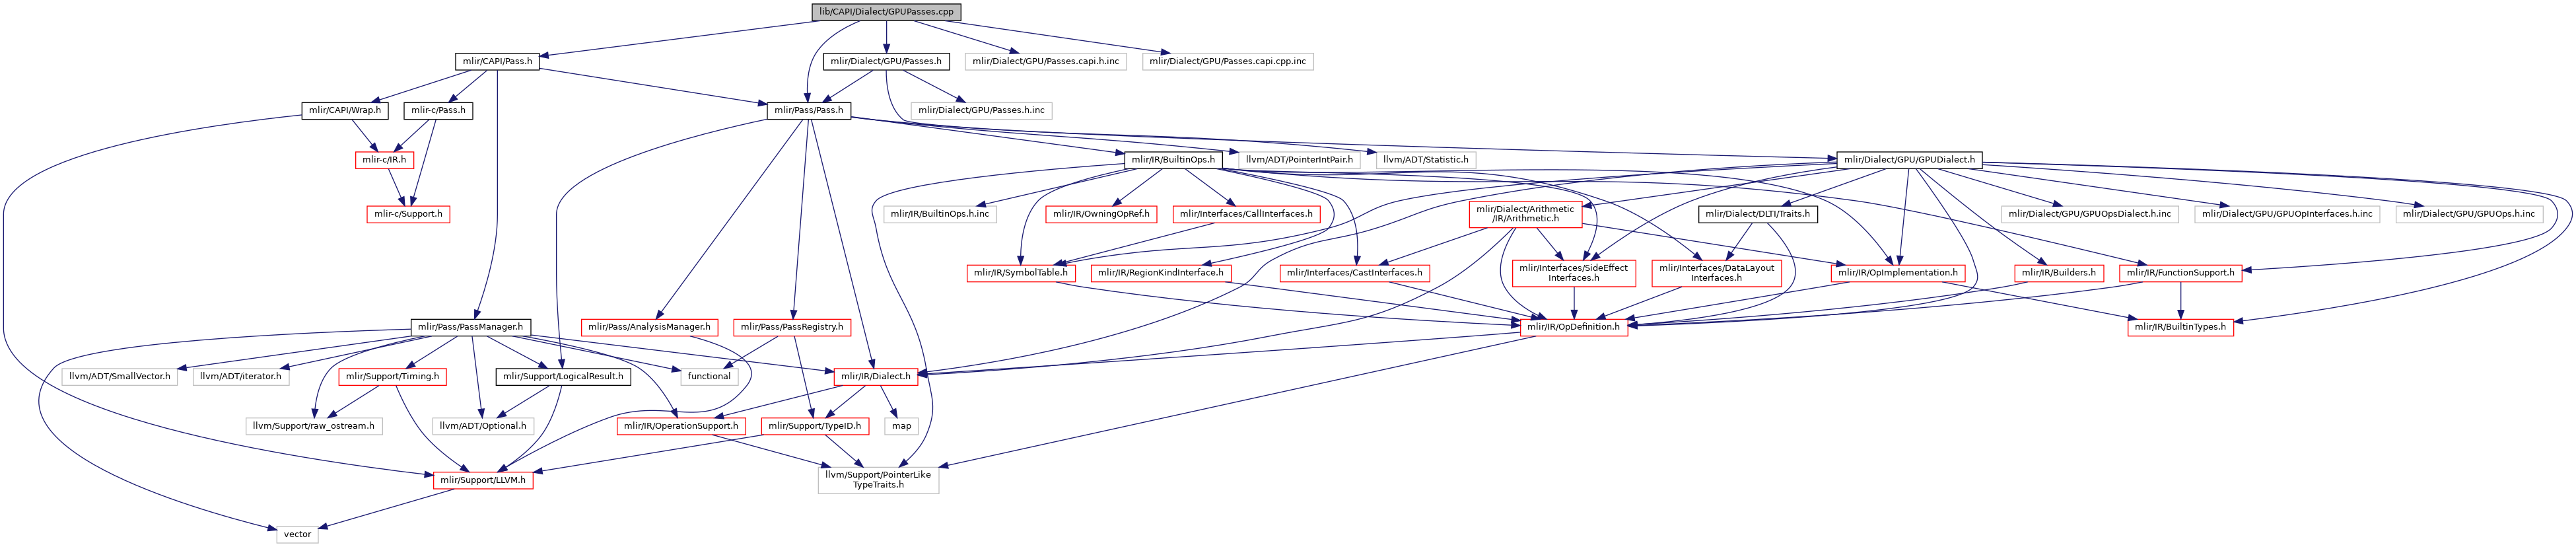 lib/CAPI/Dialect/GPUPasses.cpp
mlir/CAPI/Pass.h
mlir/Dialect/GPU/Passes.h
mlir/Dialect/GPU/Passes.capi.h.inc
mlir/Dialect/GPU/Passes.capi.cpp.inc
mlir/CAPI/Wrap.h
mlir-c/Pass.h
mlir/Pass/Pass.h
mlir/Dialect/GPU/Passes.h.inc
mlir-c/IR.h
mlir/IR/BuiltinOps.h
llvm/ADT/PointerIntPair.h
llvm/ADT/Statistic.h
mlir/Dialect/GPU/GPUDialect.h
mlir-c/Support.h
mlir/IR/BuiltinOps.h.inc
mlir/IR/OwningOpRef.h
mlir/Interfaces/CallInterfaces.h
mlir/Dialect/Arithmetic
/IR/Arithmetic.h
mlir/Dialect/DLTI/Traits.h
mlir/Dialect/GPU/GPUOpsDialect.h.inc
mlir/Dialect/GPU/GPUOpInterfaces.h.inc
mlir/Dialect/GPU/GPUOps.h.inc
mlir/IR/SymbolTable.h
mlir/IR/RegionKindInterface.h
mlir/Interfaces/CastInterfaces.h
mlir/Interfaces/SideEffect
Interfaces.h
mlir/Interfaces/DataLayout
Interfaces.h
mlir/IR/OpImplementation.h
mlir/IR/Builders.h
mlir/IR/FunctionSupport.h
mlir/Pass/PassManager.h
mlir/Pass/AnalysisManager.h
mlir/Pass/PassRegistry.h
mlir/IR/OpDefinition.h
mlir/IR/BuiltinTypes.h
llvm/ADT/SmallVector.h
llvm/ADT/iterator.h
mlir/Support/Timing.h
mlir/Support/LogicalResult.h
functional
mlir/IR/Dialect.h
llvm/Support/raw_ostream.h
llvm/ADT/Optional.h
mlir/IR/OperationSupport.h
mlir/Support/TypeID.h
map
mlir/Support/LLVM.h
llvm/Support/PointerLike
TypeTraits.h
vector